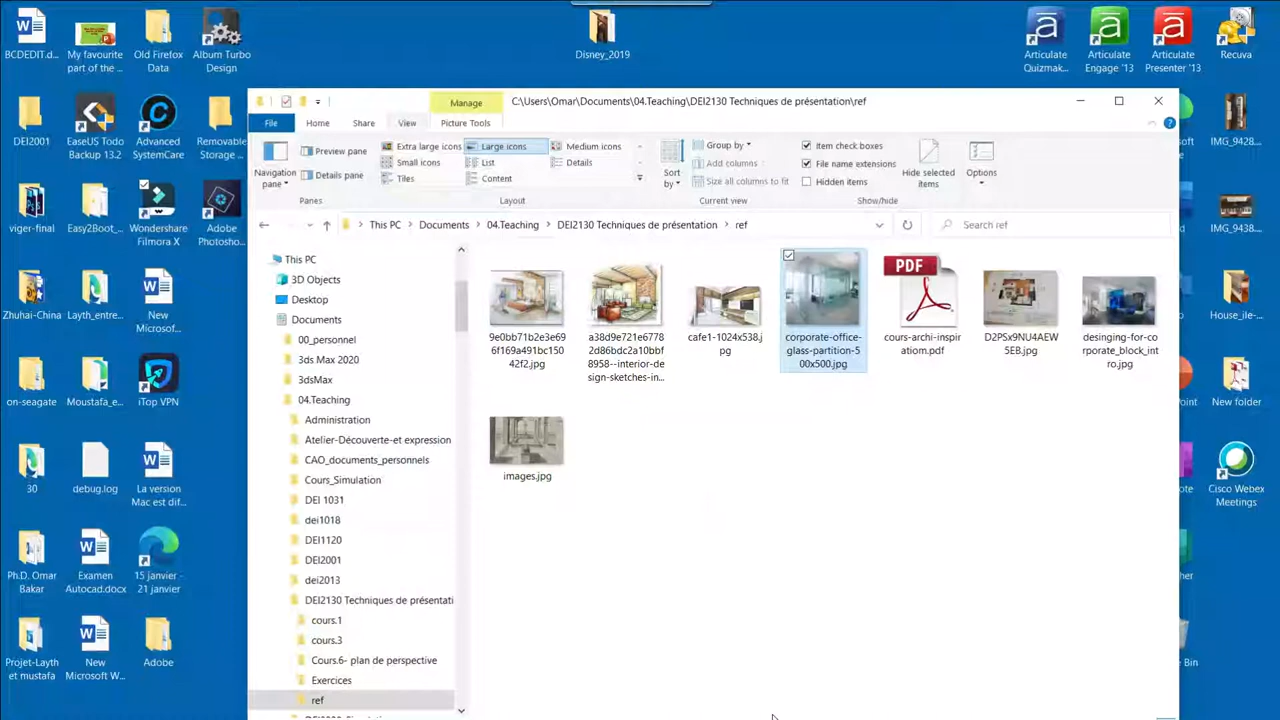 BCDEDIT.d...
My favourite
part of the ...
Old Firefox
Data
Album Turbo
Design
Disney_2019
Articulate
Quizmak...
Articulate
Engage '13
Articulate
Presenter '13
Recuva
DEI2001
EaseUS Todo
Backup 13.2
Advanced
SystemCare
Removable
Storage ...
IMG_9428...
viger-final
Easy2Boot_...
Wondershare
Filmora X
Adobe
Photosho...
IMG_9438...
Zhuhai-China
Layth_entre...
New
Microsof...
House_ile-...
on-seagate
Moustafa_e...
iTop VPN
New folder
30
debug.log
La version
Mac est dif...
Cisco Webex
Meetings
Ph.D. Omar
Bakar
Examen
Autocad.docx
15 janvier -
21 janvier
Projet-Layth
et mustafa
New
Microsoft W...
Adobe
Manage
C:\Users\Omar\Documents\04.Teaching\DEI2130 Techniques de présentation\ref
File
Home
Share
View
Picture Tools
Navigation
pane
Preview pane
Details pane
Panes
Extra large icons
Large icons
Medium icons
Small icons
List
Details
Tiles
Content
Layout
Sort
by
Group by
Add columns
Size all columns to fit
Current view
Item check boxes
File name extensions
Hidden items
Hide selected
items
Show/hide
Options
This PC
Documents
04.Teaching
DEI2130 Techniques de présentation
ref
Search ref
This PC
3D Objects
Desktop
Documents
00_personnel
3ds Max 2020
3dsMax
04.Teaching
Administration
Atelier-Découverte-et expression
CAO_documents_personnels
Cours_Simulation
DEI 1031
dei1018
DEI1120
DEI2001
dei2013
DEI2130 Techniques de présentati
cours.1
cours.3
Cours.6- plan de perspective
Exercices
ref
9e0bb71b2e3e69
6f169a491bc150
42f2.jpg
a38d9e721e6778
2d86bdc2a10bbf
8958--interior-de
sign-sketches-in...
cafe1-1024x538.j
pg
corporate-office-
glass-partition-5
00x500.jpg
PDF
cours-archi-inspir
atiom.pdf
D2PSx9NU4AEW
5EB.jpg
desinging-for-co
rporate_block_int
ro.jpg
images.jpg